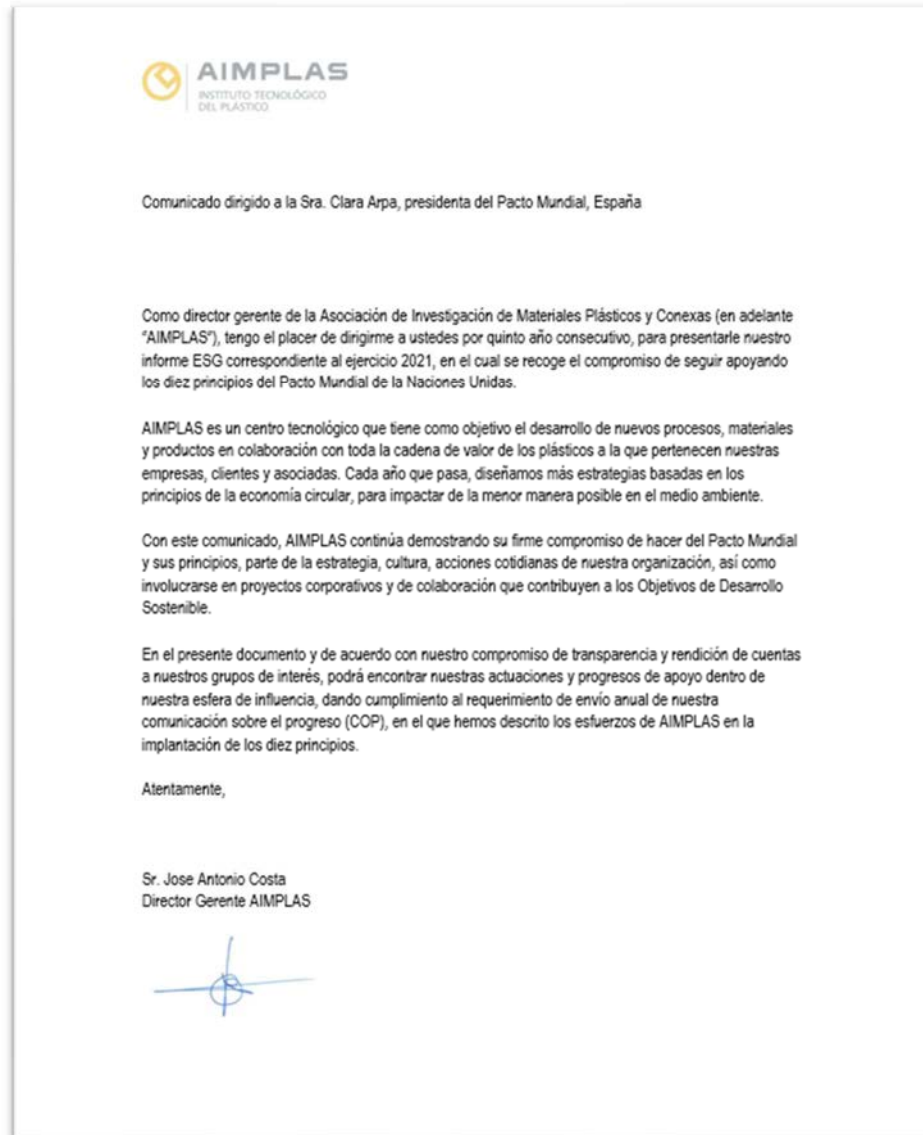 AIMPLAS
INSTITUTO TECNOLÓGICO
DEL PLÁSTICO
Comunicado dirigido a la Sra. Clara Arpa, presidenta del Pacto Mundial, España
Como director gerente de la Asociación de Investigación de Materiales Plásticos y Conexas (en adelante
"AIMPLAS"), tengo el placer de dirigirme a ustedes por quinto año consecutivo, para presentarle nuestro
informe ESG correspondiente al ejercicio 2021, en el cual se recoge el compromiso de seguir apoyando
los diez principios del Pacto Mundial de la Naciones Unidas.
AIMPLAS es un centro tecnológico que tiene como objetivo el desarrollo de nuevos procesos, materiales
y productos en colaboración con toda la cadena de valor de los plásticos a la que pertenecen nuestras
empresas, clientes y asociadas. Cada año que pasa, diseñamos más estrategias basadas en los
principios de la economía circular, para impactar de la menor manera posible en el medio ambiente.
Con este comunicado, AIMPLAS continúa demostrando su firme compromiso de hacer del Pacto Mundial
y sus principios, parte de la estrategia, cultura, acciones cotidianas de nuestra organización, así como
involucrarse en proyectos corporativos y de colaboración que contribuyen a los Objetivos de Desarrollo
Sostenible.
En el presente documento y de acuerdo con nuestro compromiso de transparencia y rendición de cuentas
a nuestros grupos de interés, podrá encontrar nuestras actuaciones y progresos de apoyo dentro de
nuestra esfera de influencia, dando cumplimiento al requerimiento de envío anual de nuestra
comunicación sobre el progreso (COP), en el que hemos descrito los esfuerzos de AIMPLAS en la
implantación de los diez principios.
Atentamente,
Sr. Jose Antonio Costa
Director Gerente AIMPLAS